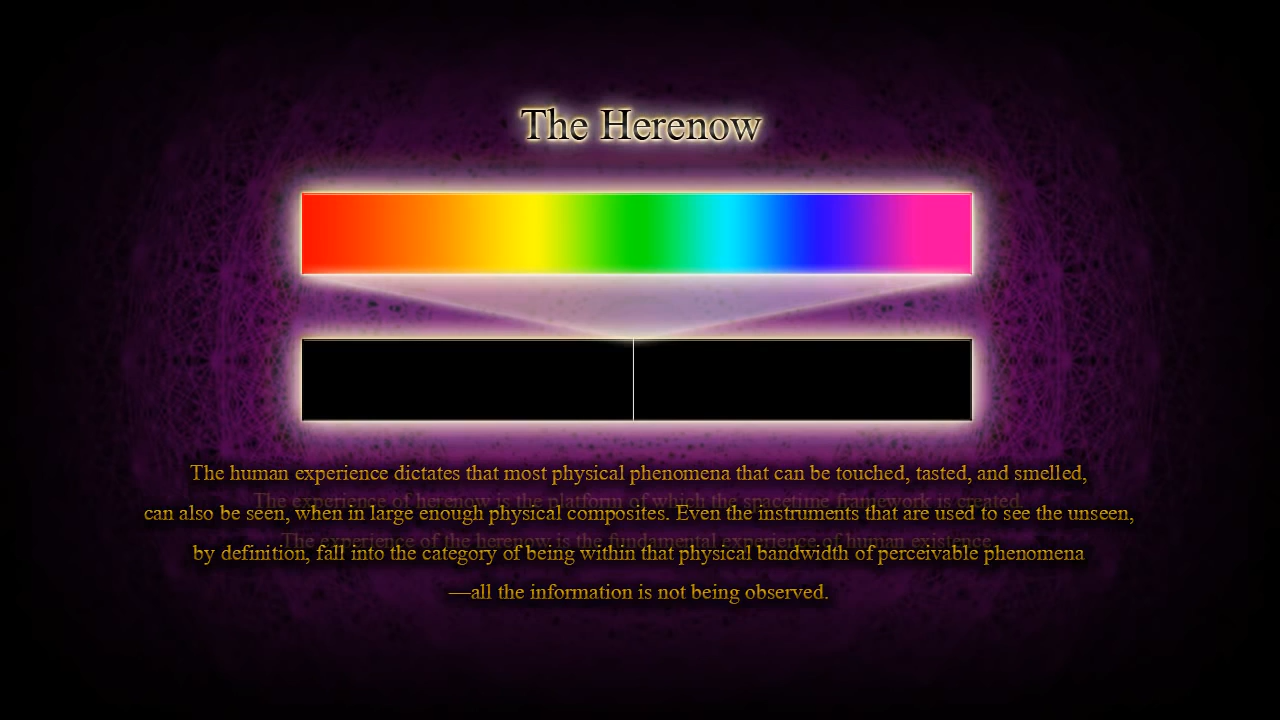 The Herenow
The human experience dictates that most physical phenomena that can be touched, tasted, and smelled,
The experience of herenow is the platform of which the spacetime framework is created.
can also be seen, when in large enough physical composites. Even the instruments that are used to see the unseen,
The experience of the herenow is the fundamental experience of human existence.
by definition, fall into the category of being within that physical bandwidth of perceivable phenomena
—all the information is not being observed.